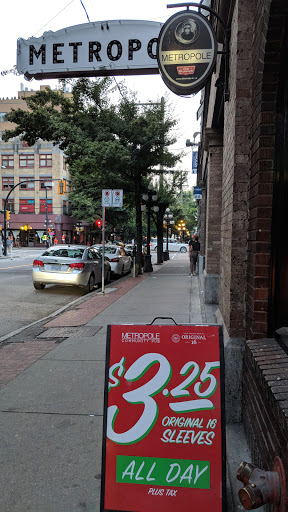 METROPO
METROPOLE
METROPOLE
COMMUNITY PUB
ORIGINAL
16
$3.25
ORIGINAL 16
SLEEVES
ALL DAY
PLUS TAX